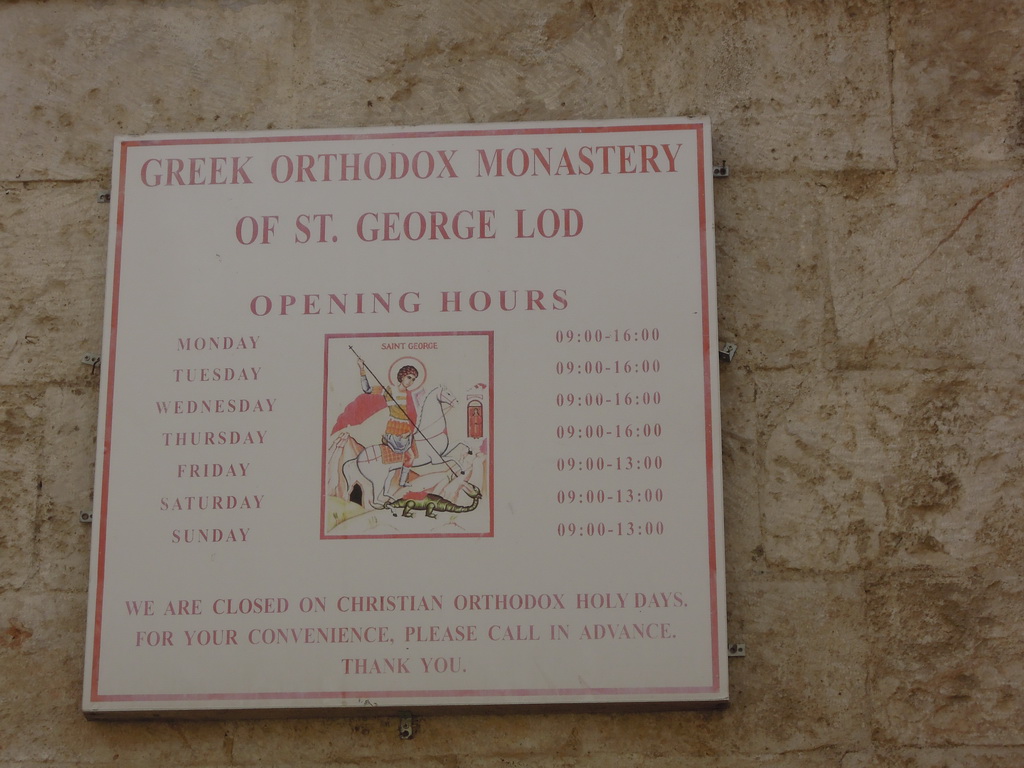 GREEK ORTHODOX MONASTERY
OF ST. GEORGE LOD
OPENING HOURS
MONDAY 09:00-16:00
TUESDAY 09:00-16:00
WEDNESDAY 09:00-16:00
THURSDAY 09:00-16:00
FRIDAY 09:00-13:00
SATURDAY 09:00-13:00
SUNDAY 09:00-13:00
SAINT GEORGE
WE ARE CLOSED ON CHRISTIAN ORTHODOX HOLY DAYS.
FOR YOUR CONVENIENCE, PLEASE CALL IN ADVANCE.
THANK YOU.